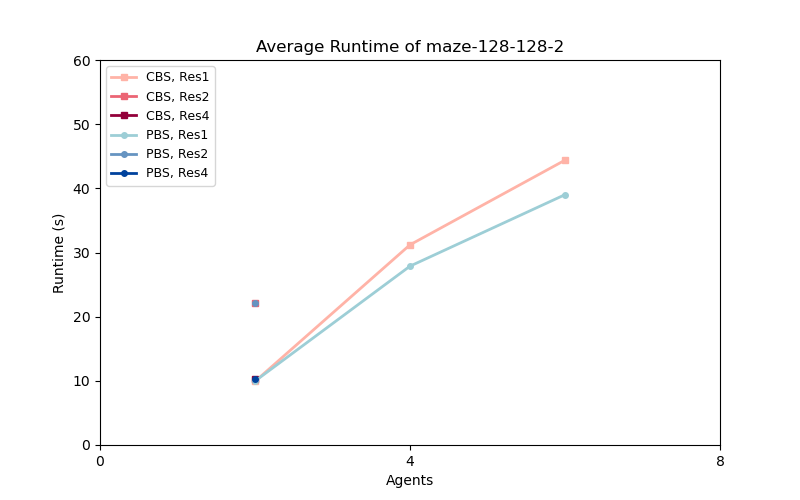 Average Runtime of maze-128-128-2
60
50
40
30
20
10
0
Runtime (s)
CBS, Res1
CBS, Res2
CBS, Res4
PBS, Res1
PBS, Res2
PBS, Res4
0
4
8
Agents